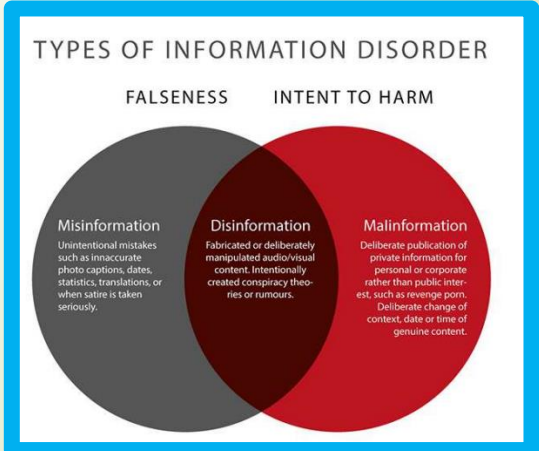 TYPES OF INFORMATION DISORDER
FALSENESS INTENT TO HARM
Misinformation
Unintentional mistakes
such as innaccurate
photo captions, dates,
statistics, translations, or
when satire is taken
seriously.
Disinformation
Fabricated or deliberately
manipulated audio/visual
content. Intentionally
created conspiracy theo-
ries or rumours.
Malinformation
Deliberate publication of
private information for
personal or corporate
rather than public inter-
est, such as revenge porn.
Deliberate change of
context, date or time of
genuine content.